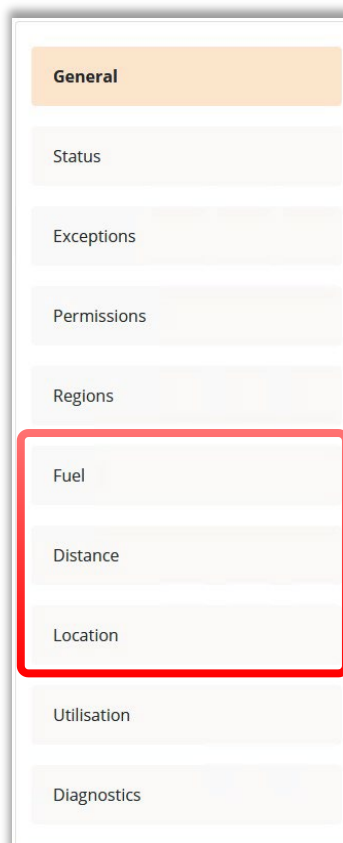 General
Status
Exceptions
Permissions
Regions
Fuel
Distance
Location
Utilisation
Diagnostics